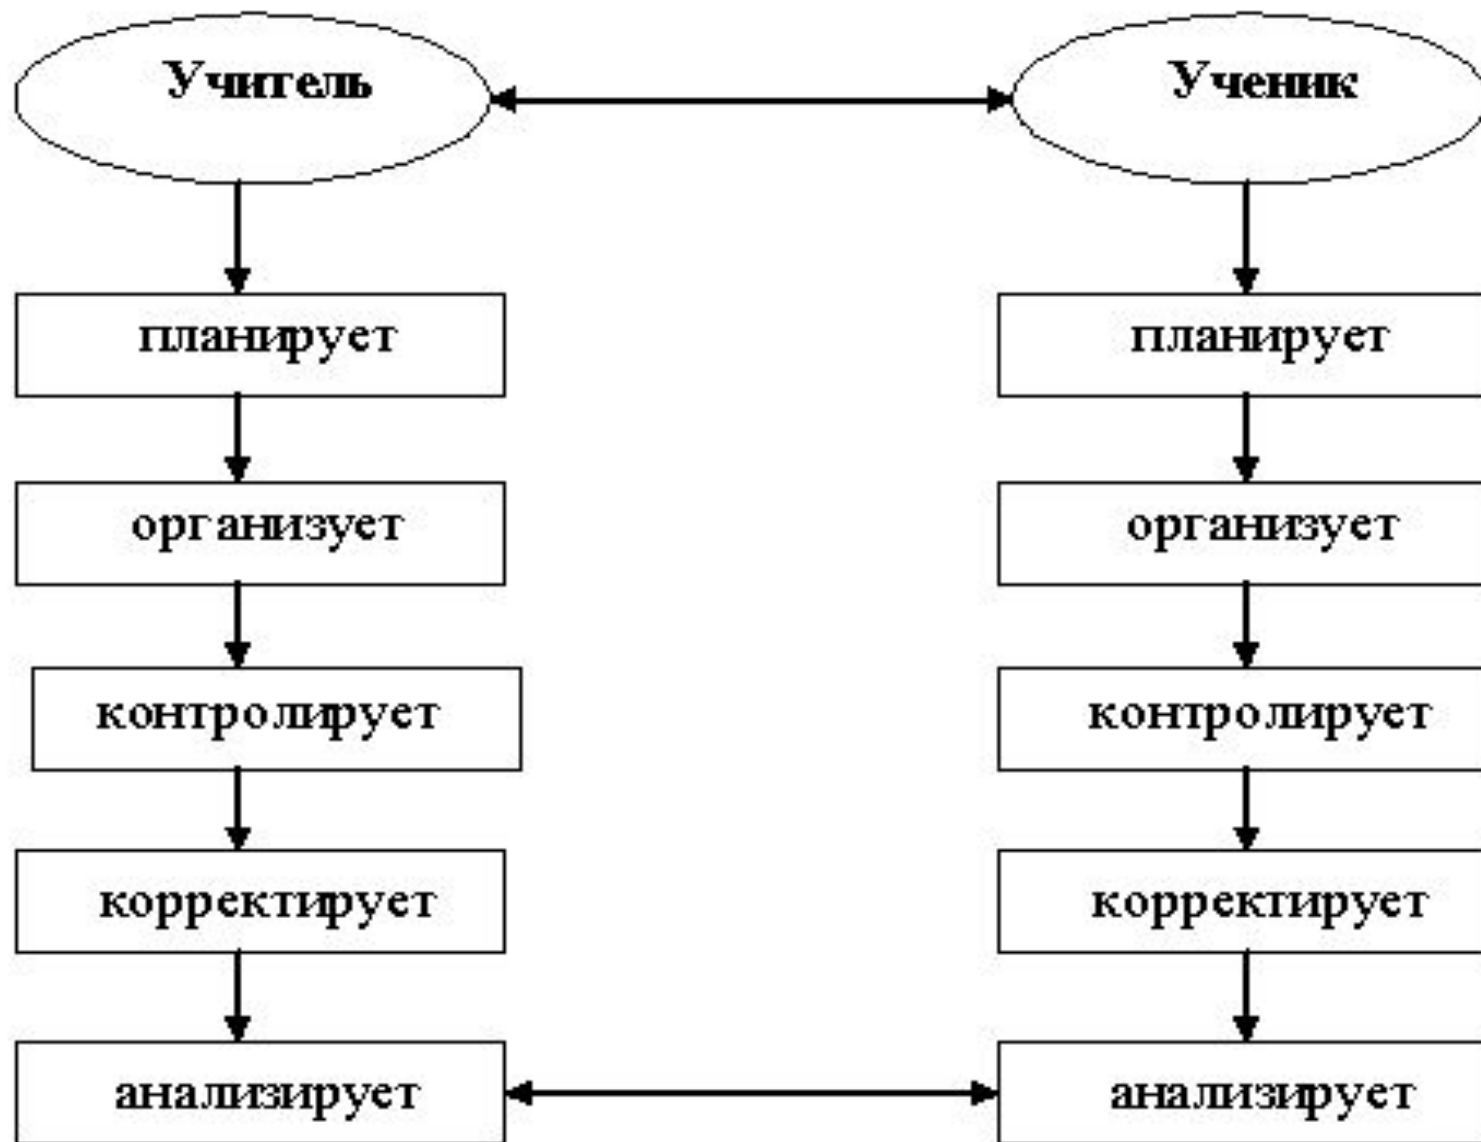 Учитель
Ученик
планирует
планирует
организует
организует
контролирует
контролирует
корректирует
корректирует
анализирует
анализирует